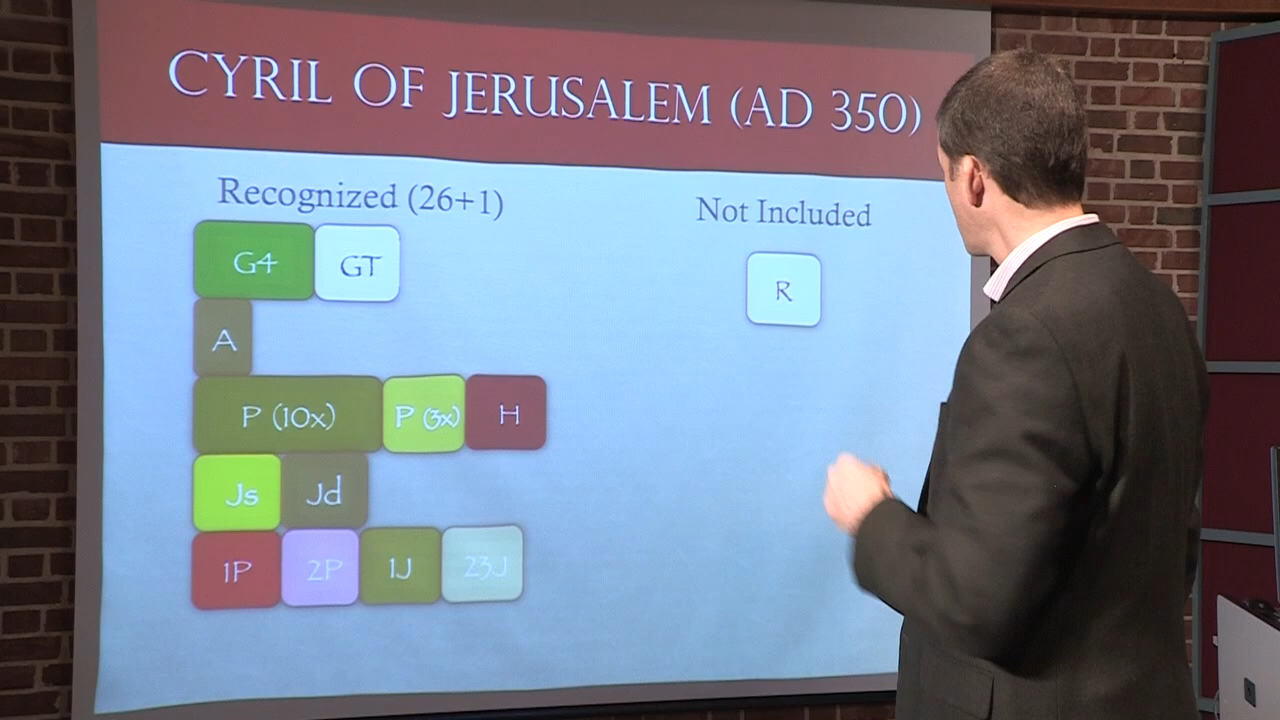 CYRIL OF JERUSALEM (AD 350)
Recognized (26+1)
Not Included
G4 GT
R
A
P (10x) P (3x) H
Js Jd
1P 2P 1J 23J